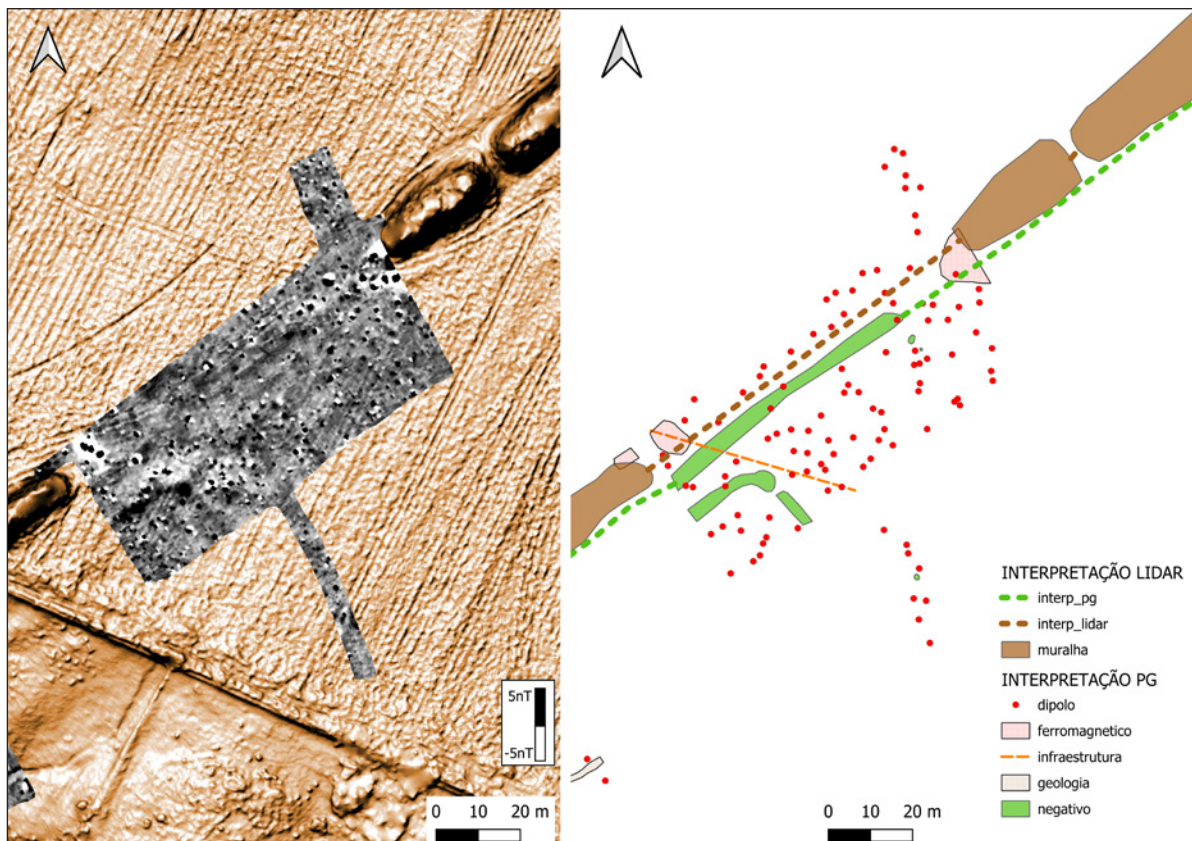 5nT
-5nT
0 10 20 m
INTERPRETAÇÃO LIDAR
interp_pg
interp_lidar
muralha
INTERPRETAÇÃO PG
dipolo
ferromagnetico
infraestrutura
geologia
negativo
0 10 20 m